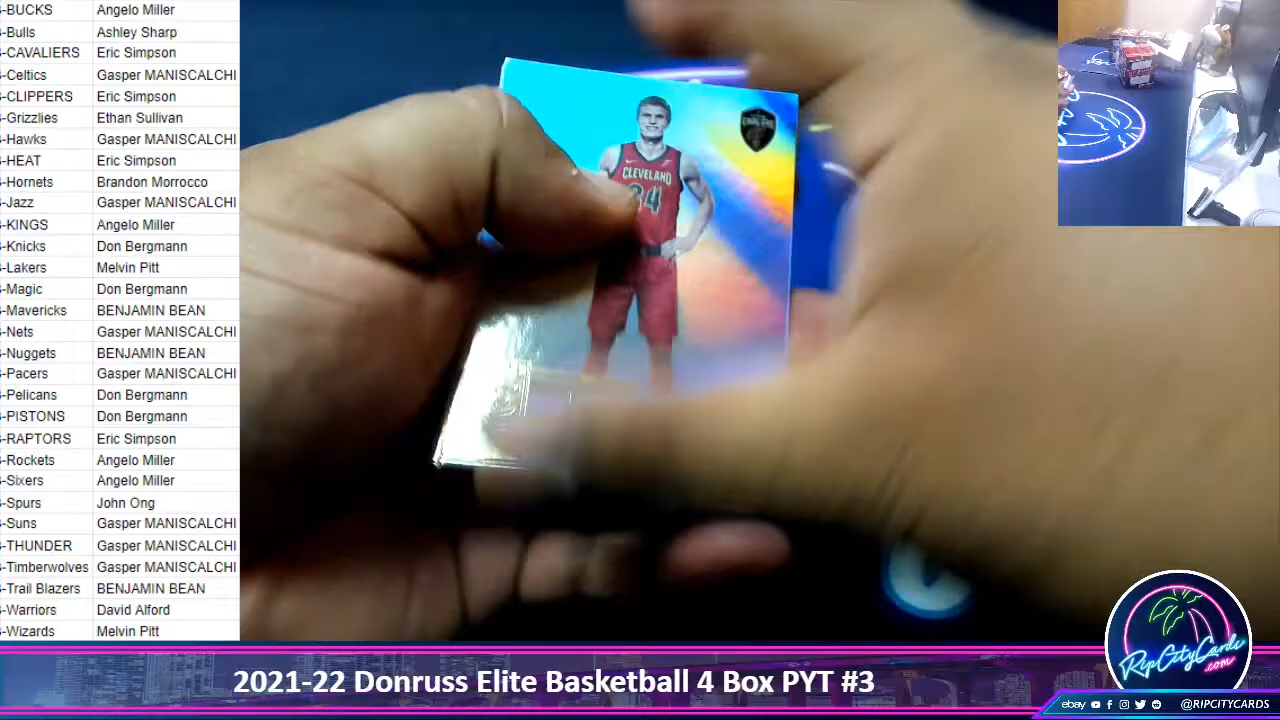 -BUCKS Angelo Miller
-Bulls Ashley Sharp
-CAVALIERS Eric Simpson
-Celtics Gasper MANISCALCHI
-CLIPPERS Eric Simpson
-Grizzlies Ethan Sullivan
-Hawks Gasper MANISCALCHI
-HEAT Eric Simpson
-Hornets Brandon Morrocco
-Jazz Gasper MANISCALCHI
-KINGS Angelo Miller
-Knicks Don Bergmann
-Lakers Melvin Pitt
-Magic Don Bergmann
-Mavericks BENJAMIN BEAN
-Nets Gasper MANISCALCHI
-Nuggets BENJAMIN BEAN
-Pacers Gasper MANISCALCHI
-Pelicans Don Bergmann
-PISTONS Don Bergmann
-RAPTORS Eric Simpson
-Rockets Angelo Miller
-Sixers Angelo Miller
-Spurs John Ong
-Suns Gasper MANISCALCHI
-THUNDER Gasper MANISCALCHI
-Timberwolves Gasper MANISCALCHI
-Trail Blazers BENJAMIN BEAN
-Warriors David Alford
-Wizards Melvin Pitt
CAVALIERS
CLEVELAND
24
RipCityCards
.com
2021-22 Donruss Elite Basketball 4 Box PYT #3
ebay @RIPCITYCARDS